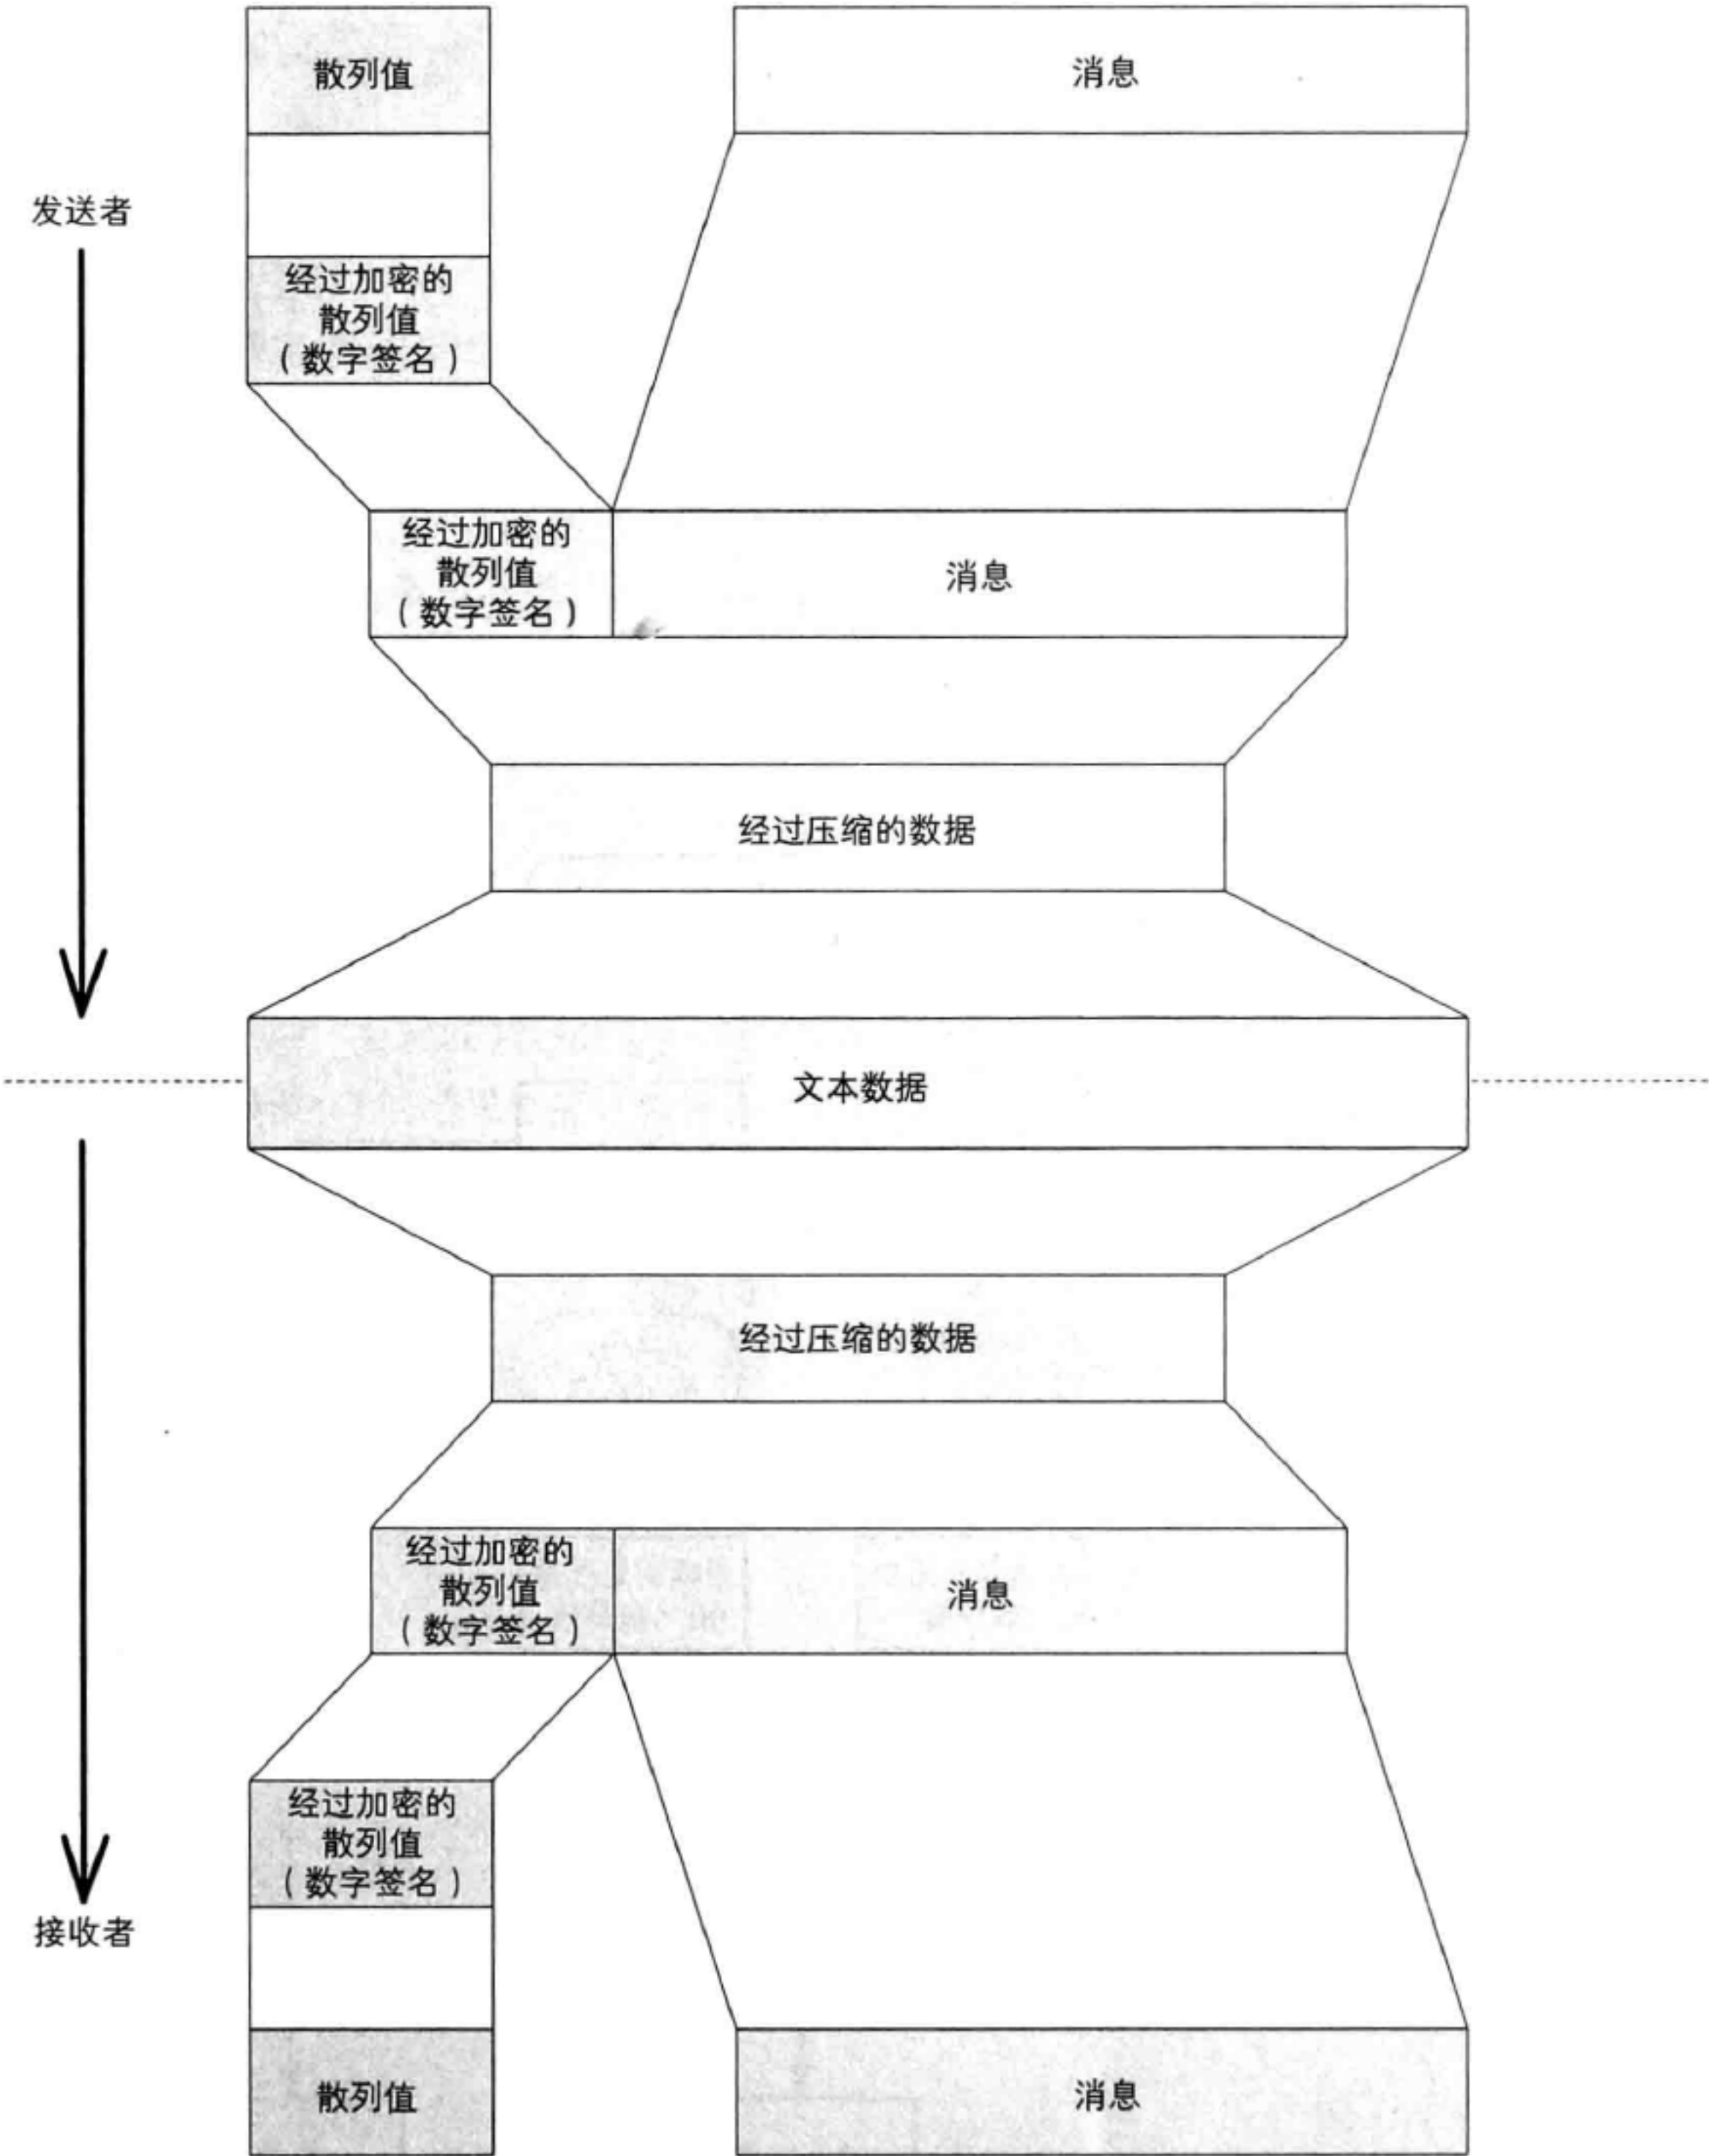 散列值
消息
发送者
经过加密的
散列值
（数字签名）
经过加密的
散列值
（数字签名）
消息
经过压缩的数据
文本数据
经过压缩的数据
经过加密的
散列值
（数字签名）
消息
经过加密的
散列值
（数字签名）
接收者
散列值
消息